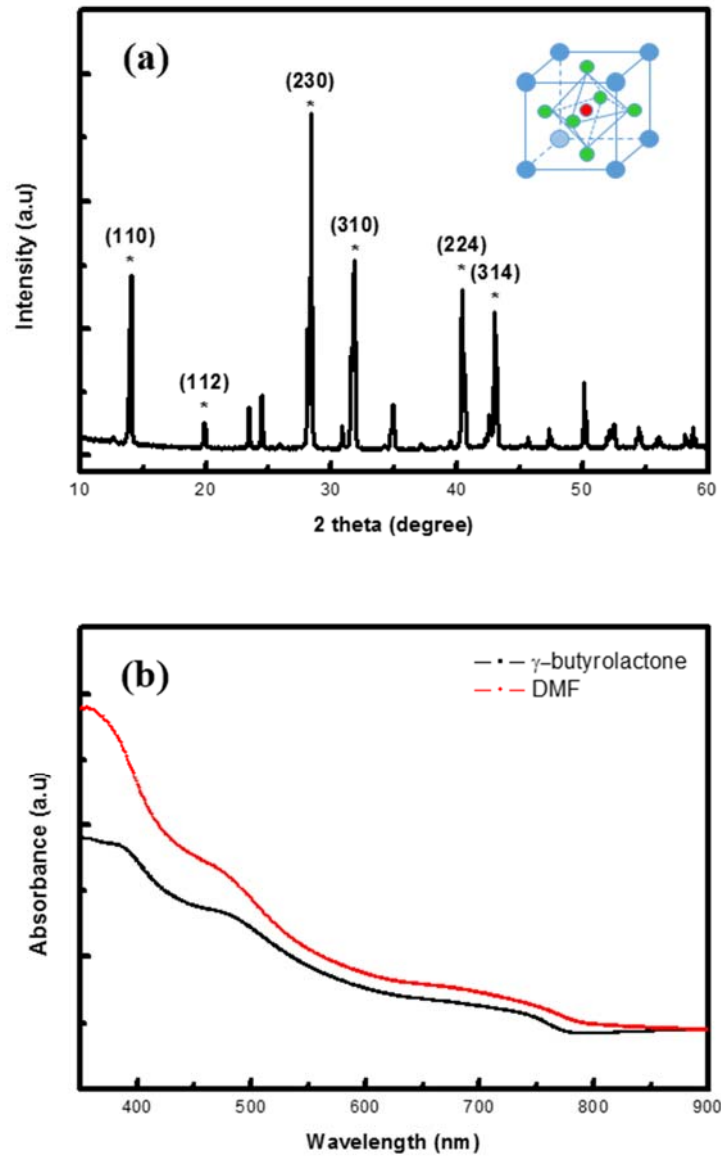 (a)
(230)
*
(110)
*
(310)
*
(224)
*
(314)
*
(112)
*
Intensity (a.u)
10 20 30 40 50 60
2 theta (degree)
(b)
γ–butyrolactone
DMF
Absorbance (a.u)
400 500 600 700 800 900
Wavelength (nm)